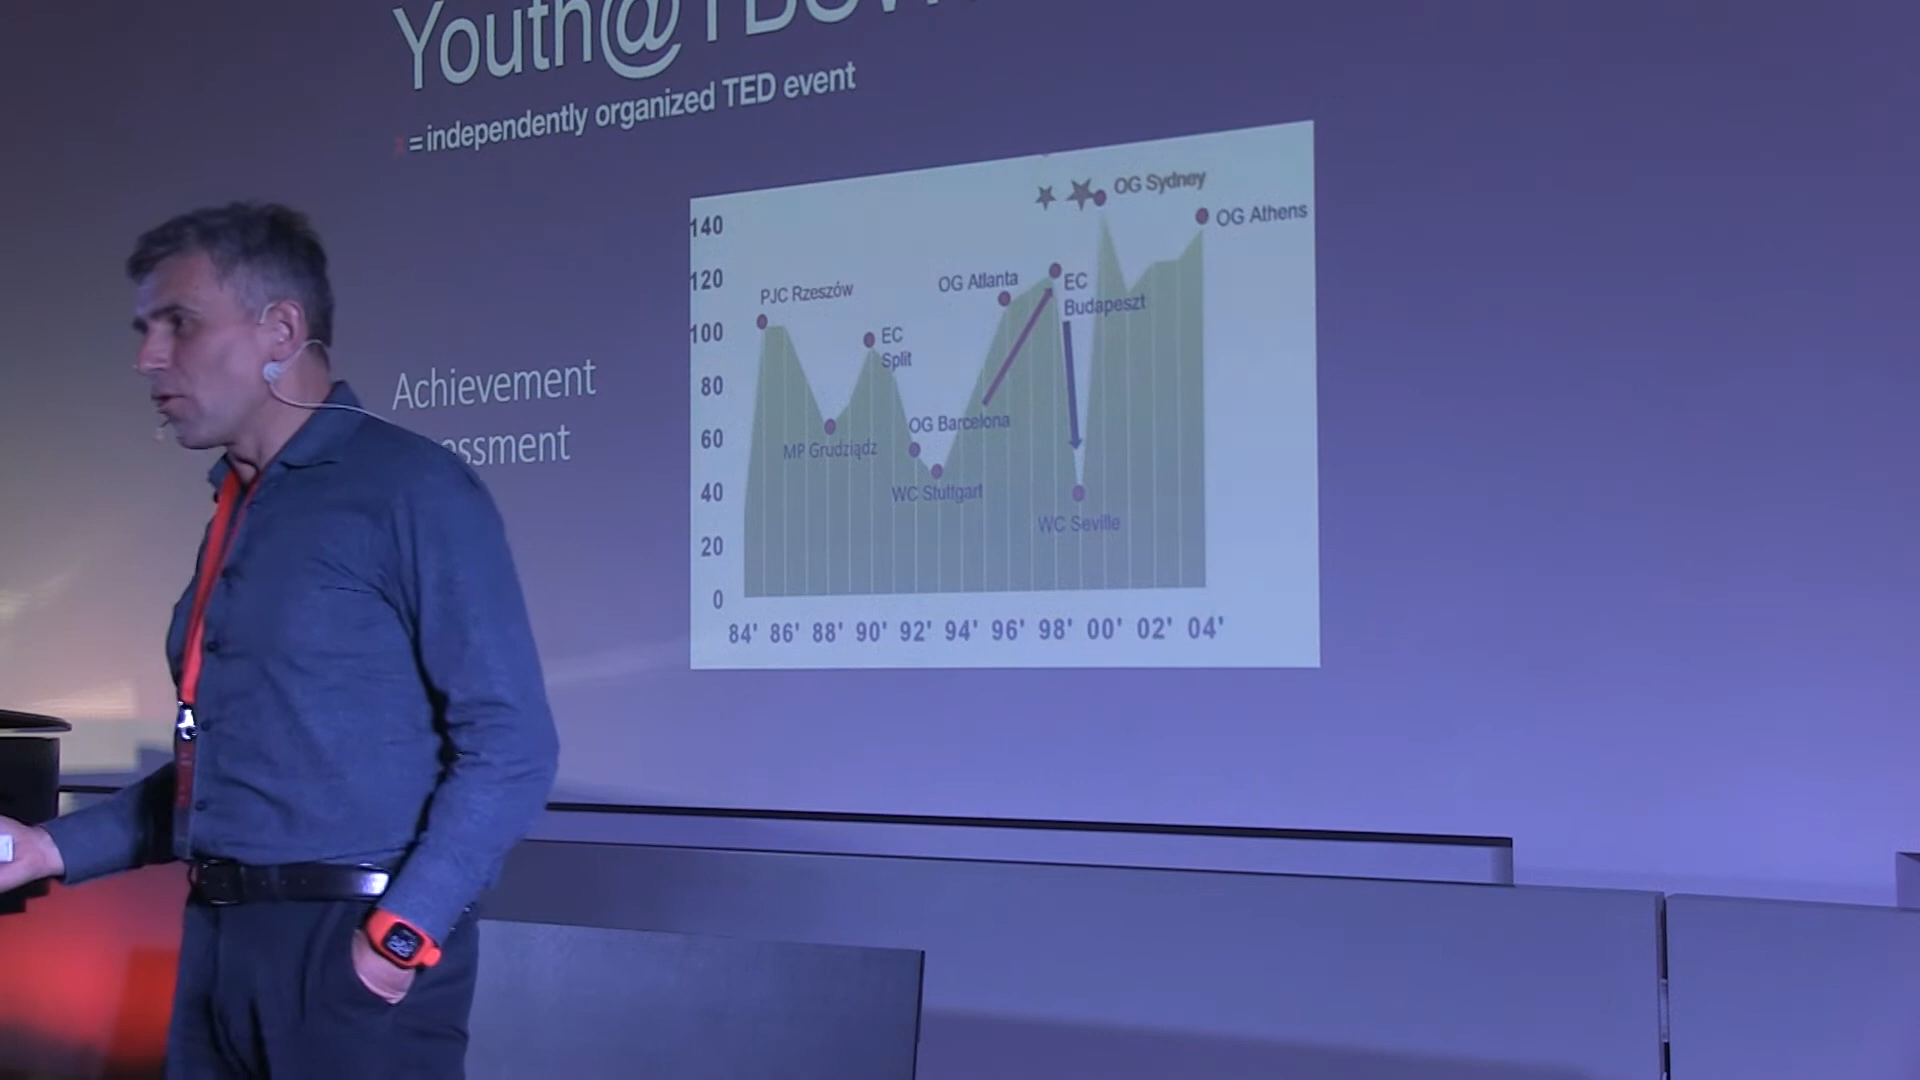 Youth@
x = independently organized TED event
Achievement
essment
140
120
100
80
60
40
20
0
84' 86' 88' 90' 92' 94' 96' 98' 00' 02' 04'
PJC Rzeszów
MP Grudziądz
EC
Split
OG Barcelona
WC Stuttgart
OG Atlanta
EC
Budapeszt
WC Seville
OG Sydney
OG Athens